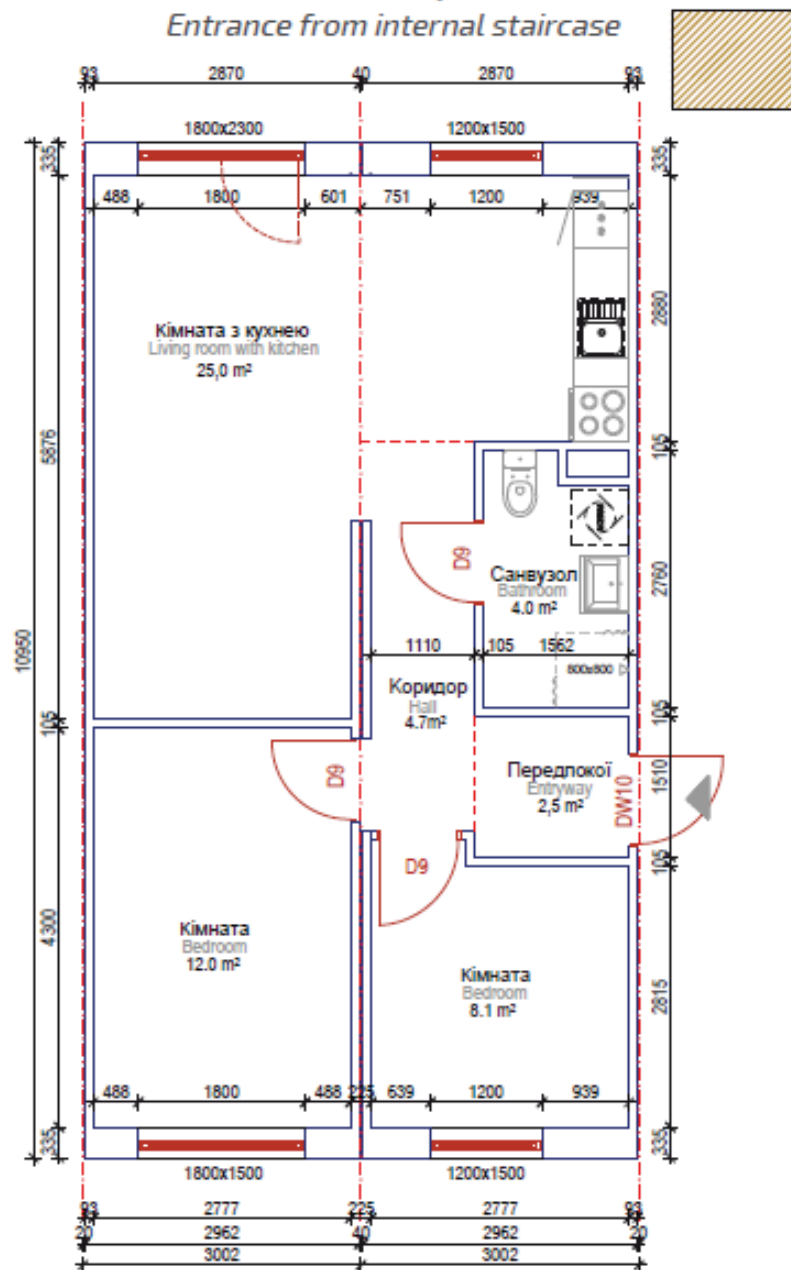 Entrance from internal staircase
93 2870 40 2870 93
1800x2300 1200x1500
335 335
488 1800 601 751 1200 939
Кімната з кухнею
Living room with kitchen
25,0 m²
2880
5876
105
D9
Санвузол
Bathroom
4.0 m²
2760
1110 105 1562
800x800
Коридор
Hall
4.7m²
10950
105 105
Передпокої
Entryway
2,5 m²
D9
DW10
1510
D9
105
Кімната
Bedroom
12.0 m²
4300
Кімната
Bedroom
8.1 m²
2815
488 1800 488 225 639 1200 939
335 335
1800x1500 1200x1500
93 2777 225 2777 93
20 2962 40 2962 20
3002 3002